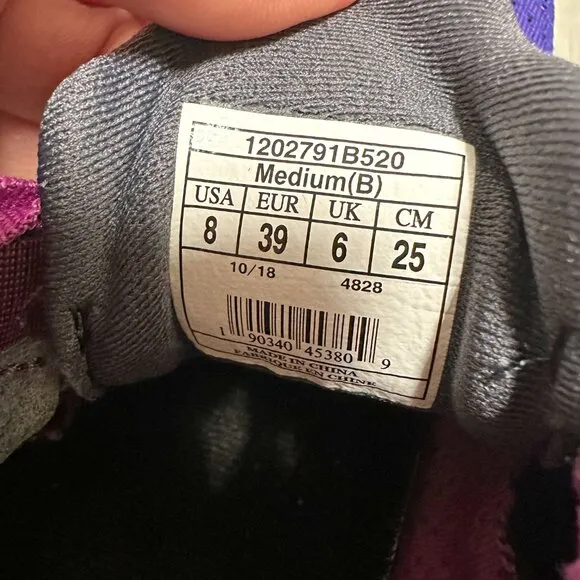 1202791B520
Medium(B)
USA EUR UK CM
8 39 6 25
10/18 4828
1 90340 45380 9
MADE IN CHINA
FABRIQUE EN CHINE